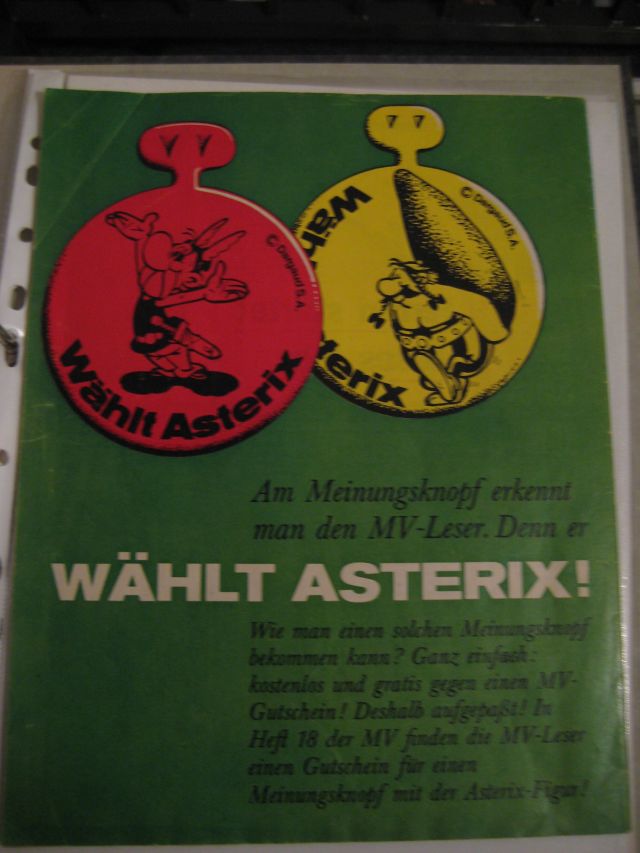 © Dargaud S.A.
Wählt Asterix
Wäh
© Dargaud S.A.
terix
Am Meinungsknopf erkennt
man den MV-Leser. Denn er
WÄHLT ASTERIX!
Wie man einen solchen Meinungsknopf
bekommen kann? Ganz einfach:
kostenlos und gratis gegen einen MV-
Gutschein! Deshalb aufgepaßt! In
Heft 18 der MV finden die MV-Leser
einen Gutschein für einen
Meinungsknopf mit der Asterix-Figur!